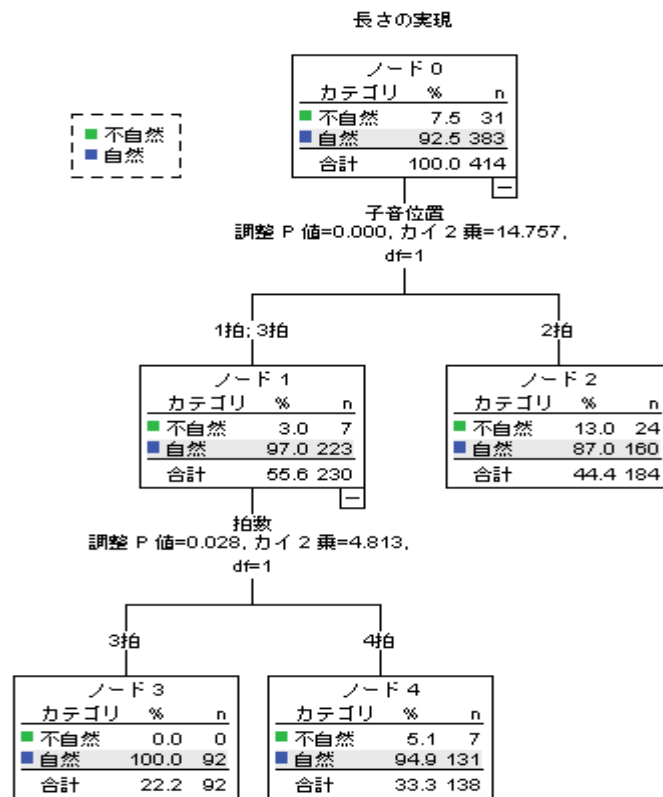 長さの実現
不自然
自然
ノード 0
カテゴリ % n
不自然 7.5 31
自然 92.5 383
合計 100.0 414
子音位置
調整 P 値=0.000, カイ 2 乗=14.757,
df=1
1拍; 3拍
2拍
ノード 1
カテゴリ % n
不自然 3.0 7
自然 97.0 223
合計 55.6 230
ノード 2
カテゴリ % n
不自然 13.0 24
自然 87.0 160
合計 44.4 184
拍数
調整 P 値=0.028, カイ 2 乗=4.813,
df=1
3拍
4拍
ノード 3
カテゴリ % n
不自然 0.0 0
自然 100.0 92
合計 22.2 92
ノード 4
カテゴリ % n
不自然 5.1 7
自然 94.9 131
合計 33.3 138